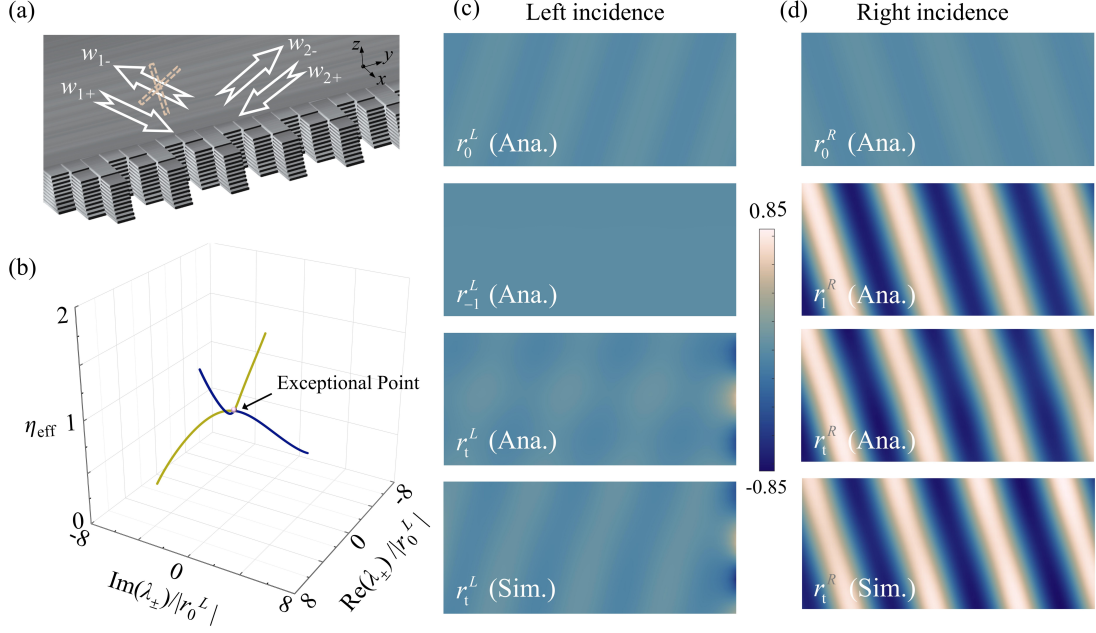 (a)
w₁₋
w₂₋
w₁₊
w₂₊
z
y
x
(b)
2
1
0
η_eff
Exceptional Point
-8
0
8
Im(λ±)/|r₀ᴸ|
8
0
-8
Re(λ±)/|r₀ᴸ|
(c)
Left incidence
r₀ᴸ (Ana.)
r₋₁ᴸ (Ana.)
rₜᴸ (Ana.)
rₜᴸ (Sim.)
0.85
-0.85
(d)
Right incidence
r₀ᴿ (Ana.)
r₁ᴿ (Ana.)
rₜᴿ (Ana.)
rₜᴿ (Sim.)